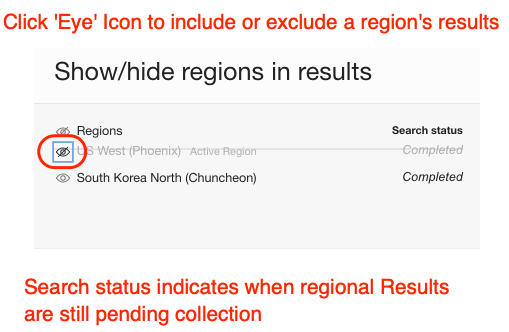 Click 'Eye' Icon to include or exclude a region's results
Show/hide regions in results
Regions Search status
US West (Phoenix) Active Region Completed
South Korea North (Chuncheon) Completed
Search status indicates when regional Results
are still pending collection